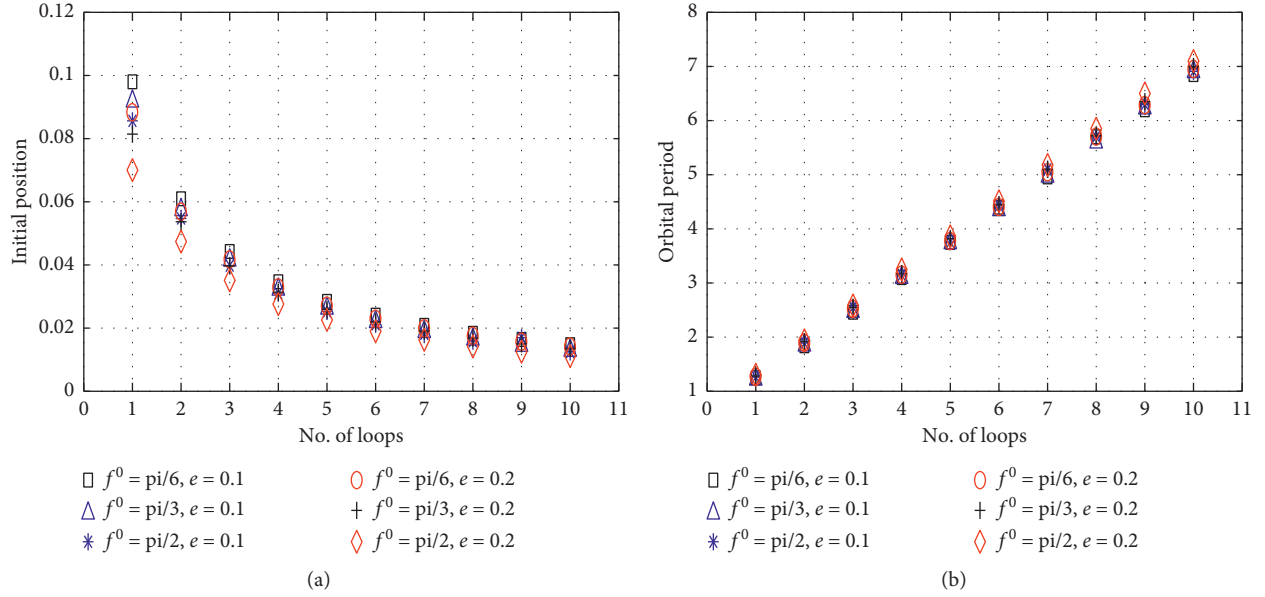 0.12
0.1
0.08
0.06
0.04
0.02
0
Initial position
0 1 2 3 4 5 6 7 8 9 10 11
No. of loops
f⁰ = pi/6, e = 0.1
f⁰ = pi/3, e = 0.1
f⁰ = pi/2, e = 0.1
f⁰ = pi/6, e = 0.2
f⁰ = pi/3, e = 0.2
f⁰ = pi/2, e = 0.2
(a)
8
7
6
5
4
3
2
1
Orbital period
0 1 2 3 4 5 6 7 8 9 10 11
No. of loops
f⁰ = pi/6, e = 0.1
f⁰ = pi/3, e = 0.1
f⁰ = pi/2, e = 0.1
f⁰ = pi/6, e = 0.2
f⁰ = pi/3, e = 0.2
f⁰ = pi/2, e = 0.2
(b)